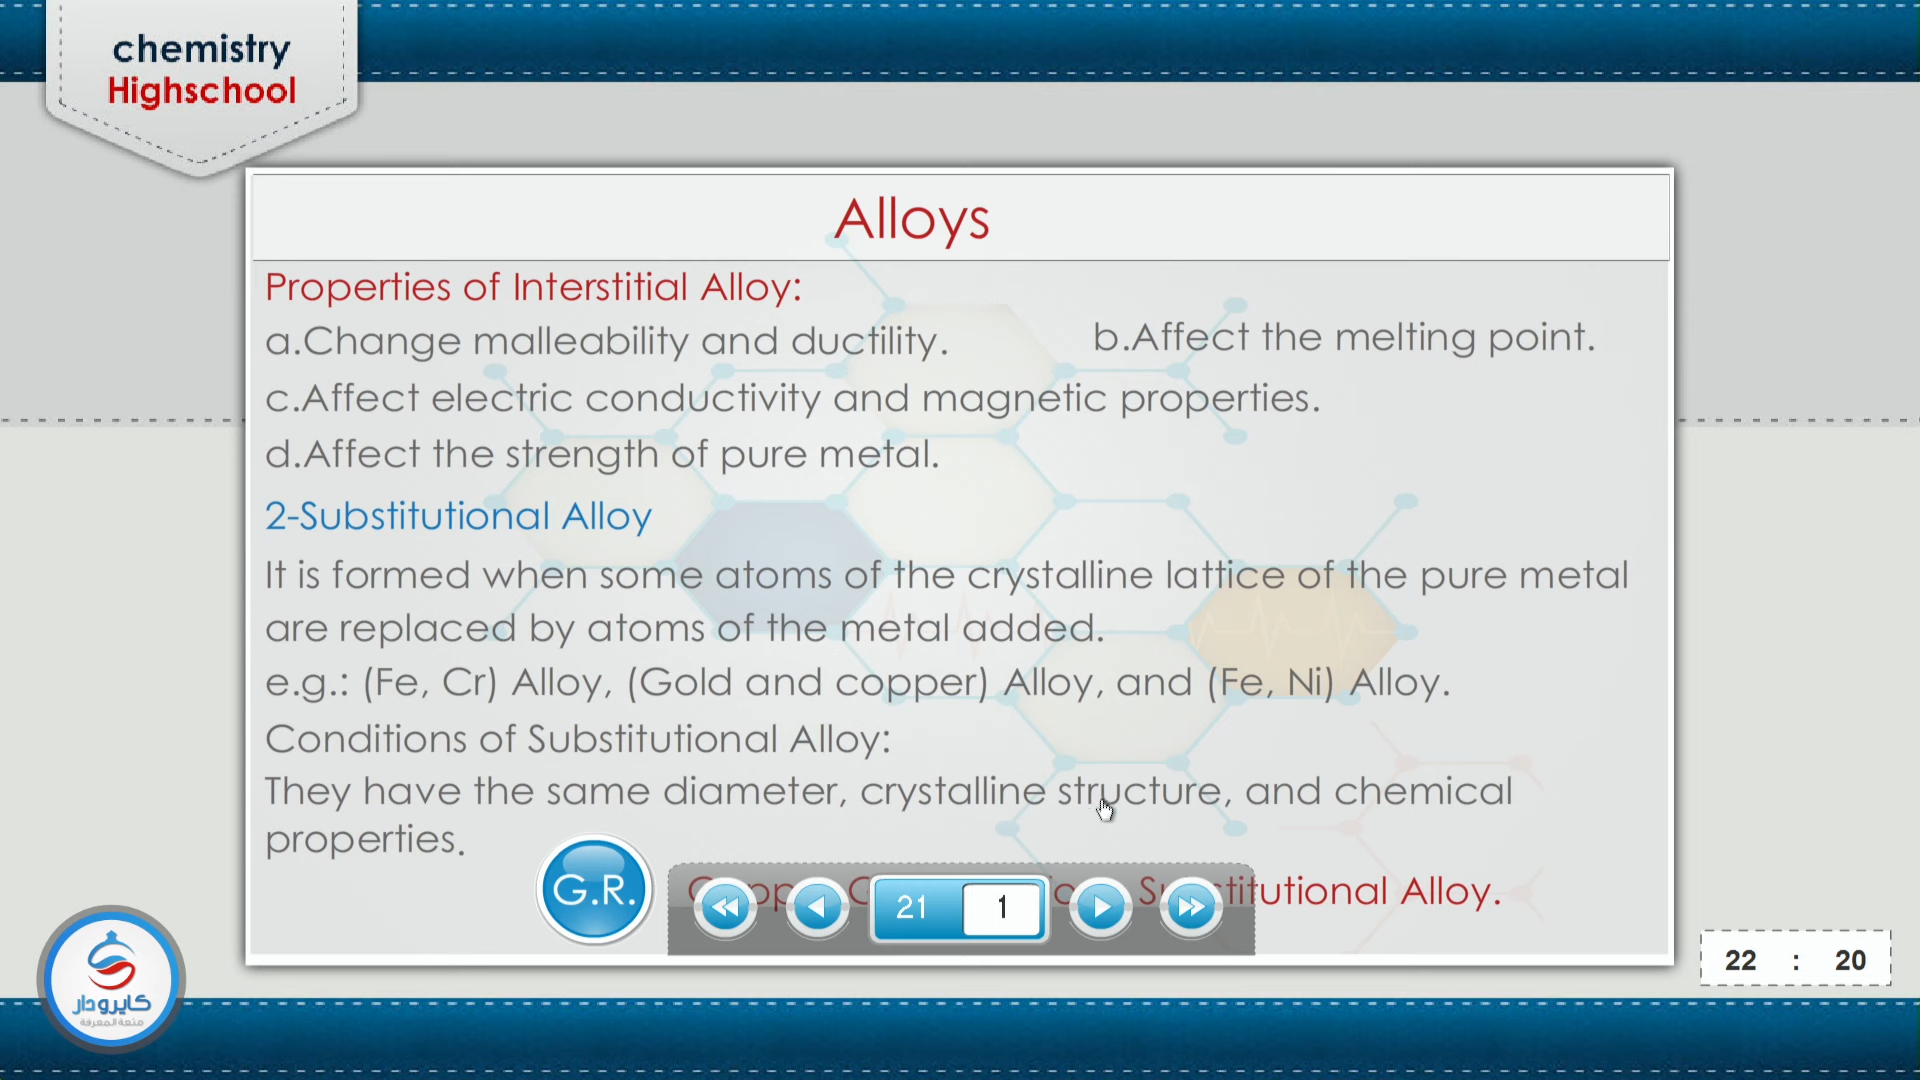 chemistry
Highschool
Alloys
Properties of Interstitial Alloy:
a.Change malleability and ductility. b.Affect the melting point.
c.Affect electric conductivity and magnetic properties.
d.Affect the strength of pure metal.
2-Substitutional Alloy
It is formed when some atoms of the crystalline lattice of the pure metal
are replaced by atoms of the metal added.
e.g.: (Fe, Cr) Alloy, (Gold and copper) Alloy, and (Fe, Ni) Alloy.
Conditions of Substitutional Alloy:
They have the same diameter, crystalline structure, and chemical
properties.
G.R.
Substitutional Alloy.
21 1
22 : 20
كايرودار
متعة المعرفة